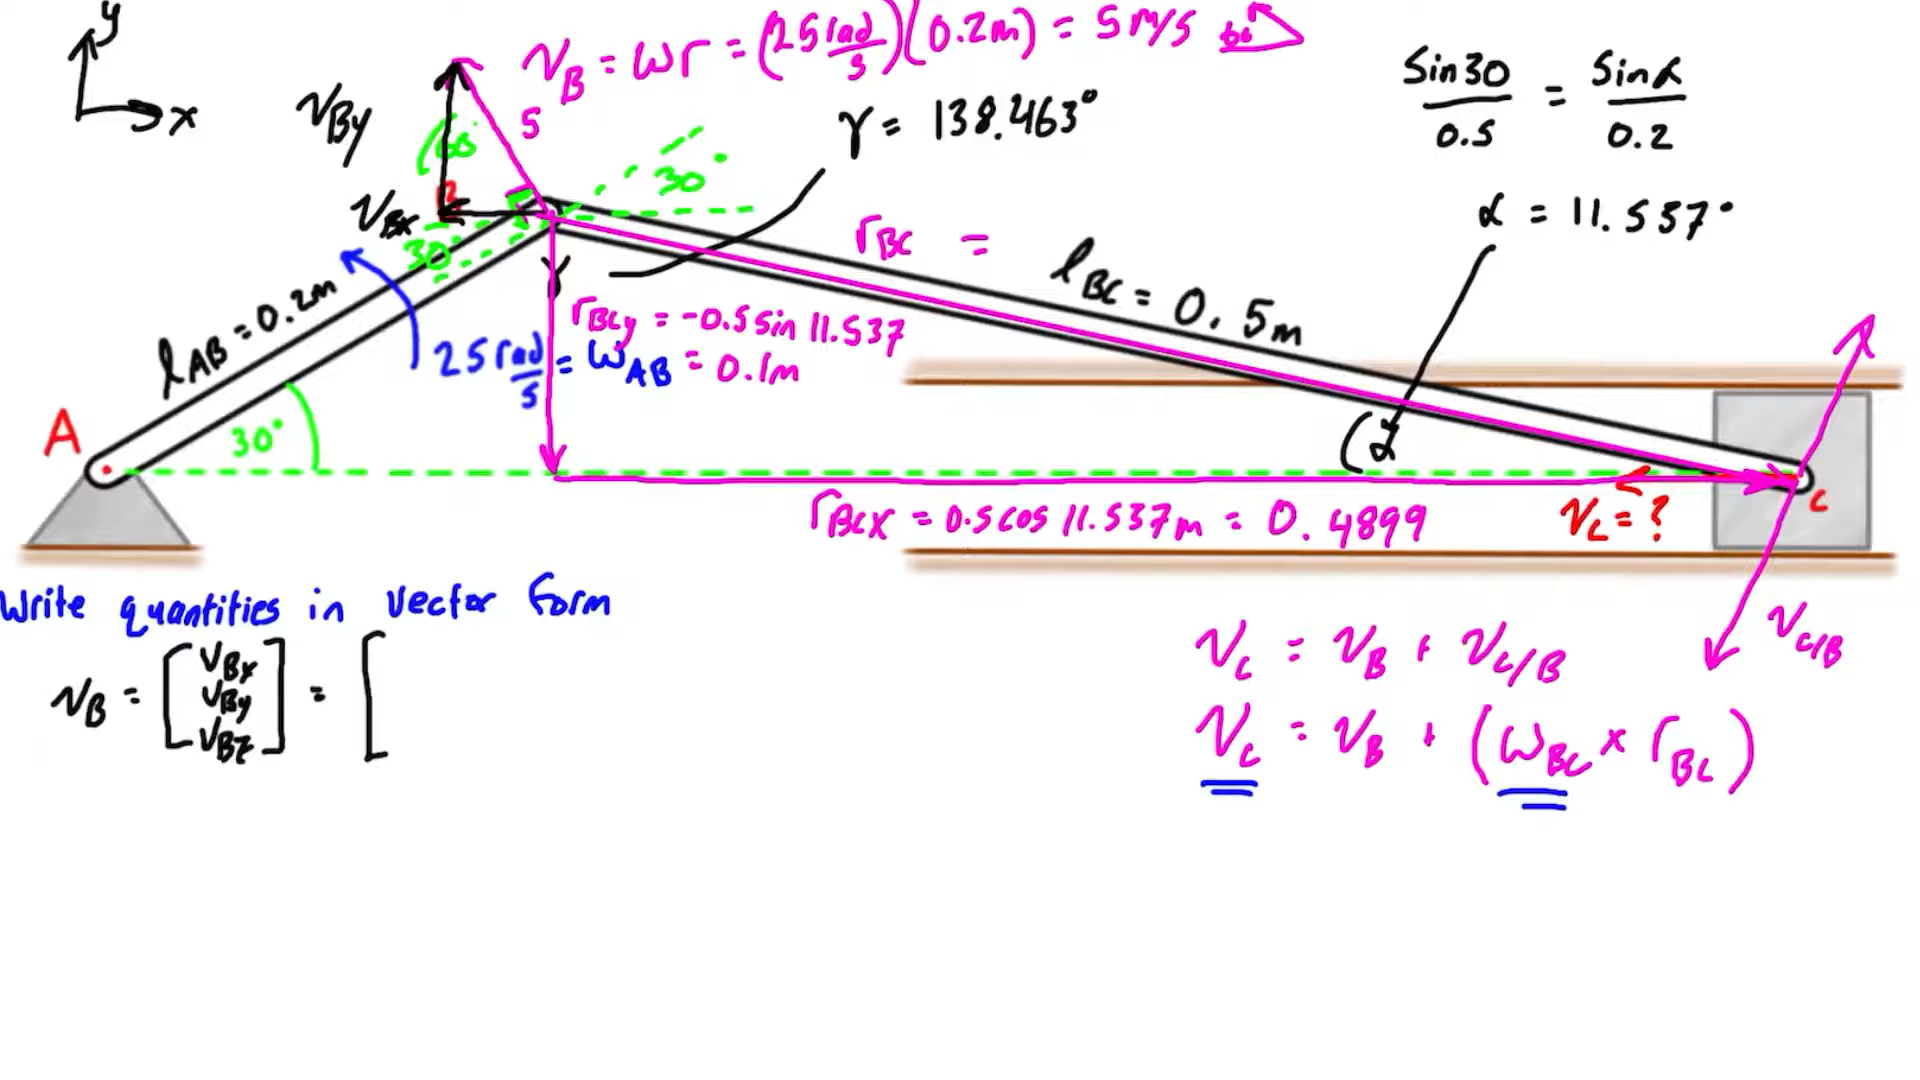 y
x
v_B = ωr = (25 rad/s)(0.2m) = 5 m/s
60
v_By
60
5
γ = 138.463°
Sin30/0.5 = Sinα/0.2
30°
v_Bx
30
α = 11.537°
r_BC =
l_BC = 0.5m
l_AB = 0.2m
γ
r_BCy = -0.5 sin 11.537
= 0.1m
25 rad/s = ω_AB
A
30°
α
r_BCx = 0.5 cos 11.537m = 0.4899
v_C = ?
C
Write quantities in vector form
v_B = [v_Bx v_By v_Bz] = [
v_C/B
v_C = v_B + v_C/B
v_C = v_B + (ω_BC × r_BC)